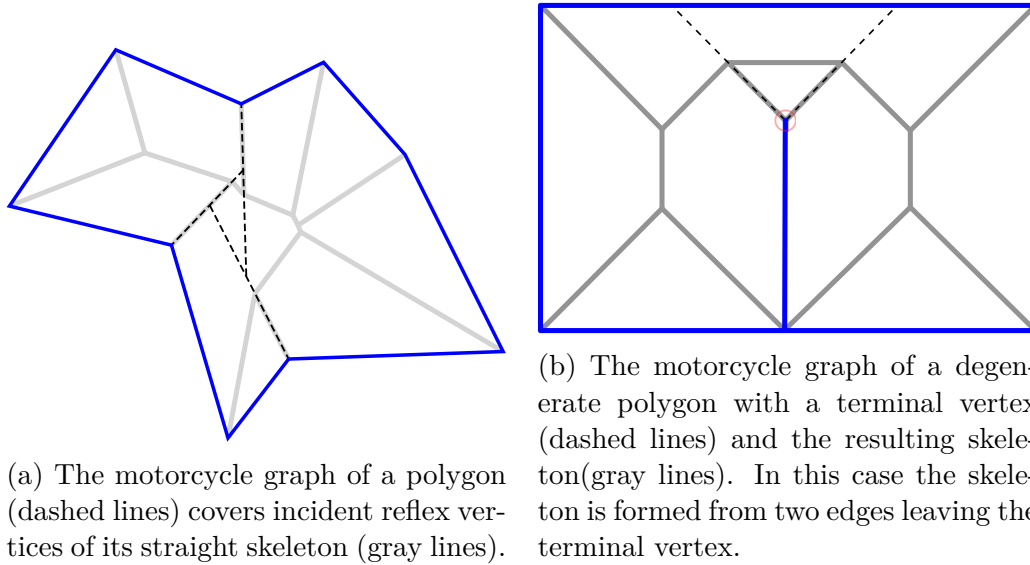 (a) The motorcycle graph of a polygon
(dashed lines) covers incident reflex ver-
tices of its straight skeleton (gray lines).
(b) The motorcycle graph of a degen-
erate polygon with a terminal vertex
(dashed lines) and the resulting skele-
ton(gray lines). In this case the skele-
ton is formed from two edges leaving the
terminal vertex.